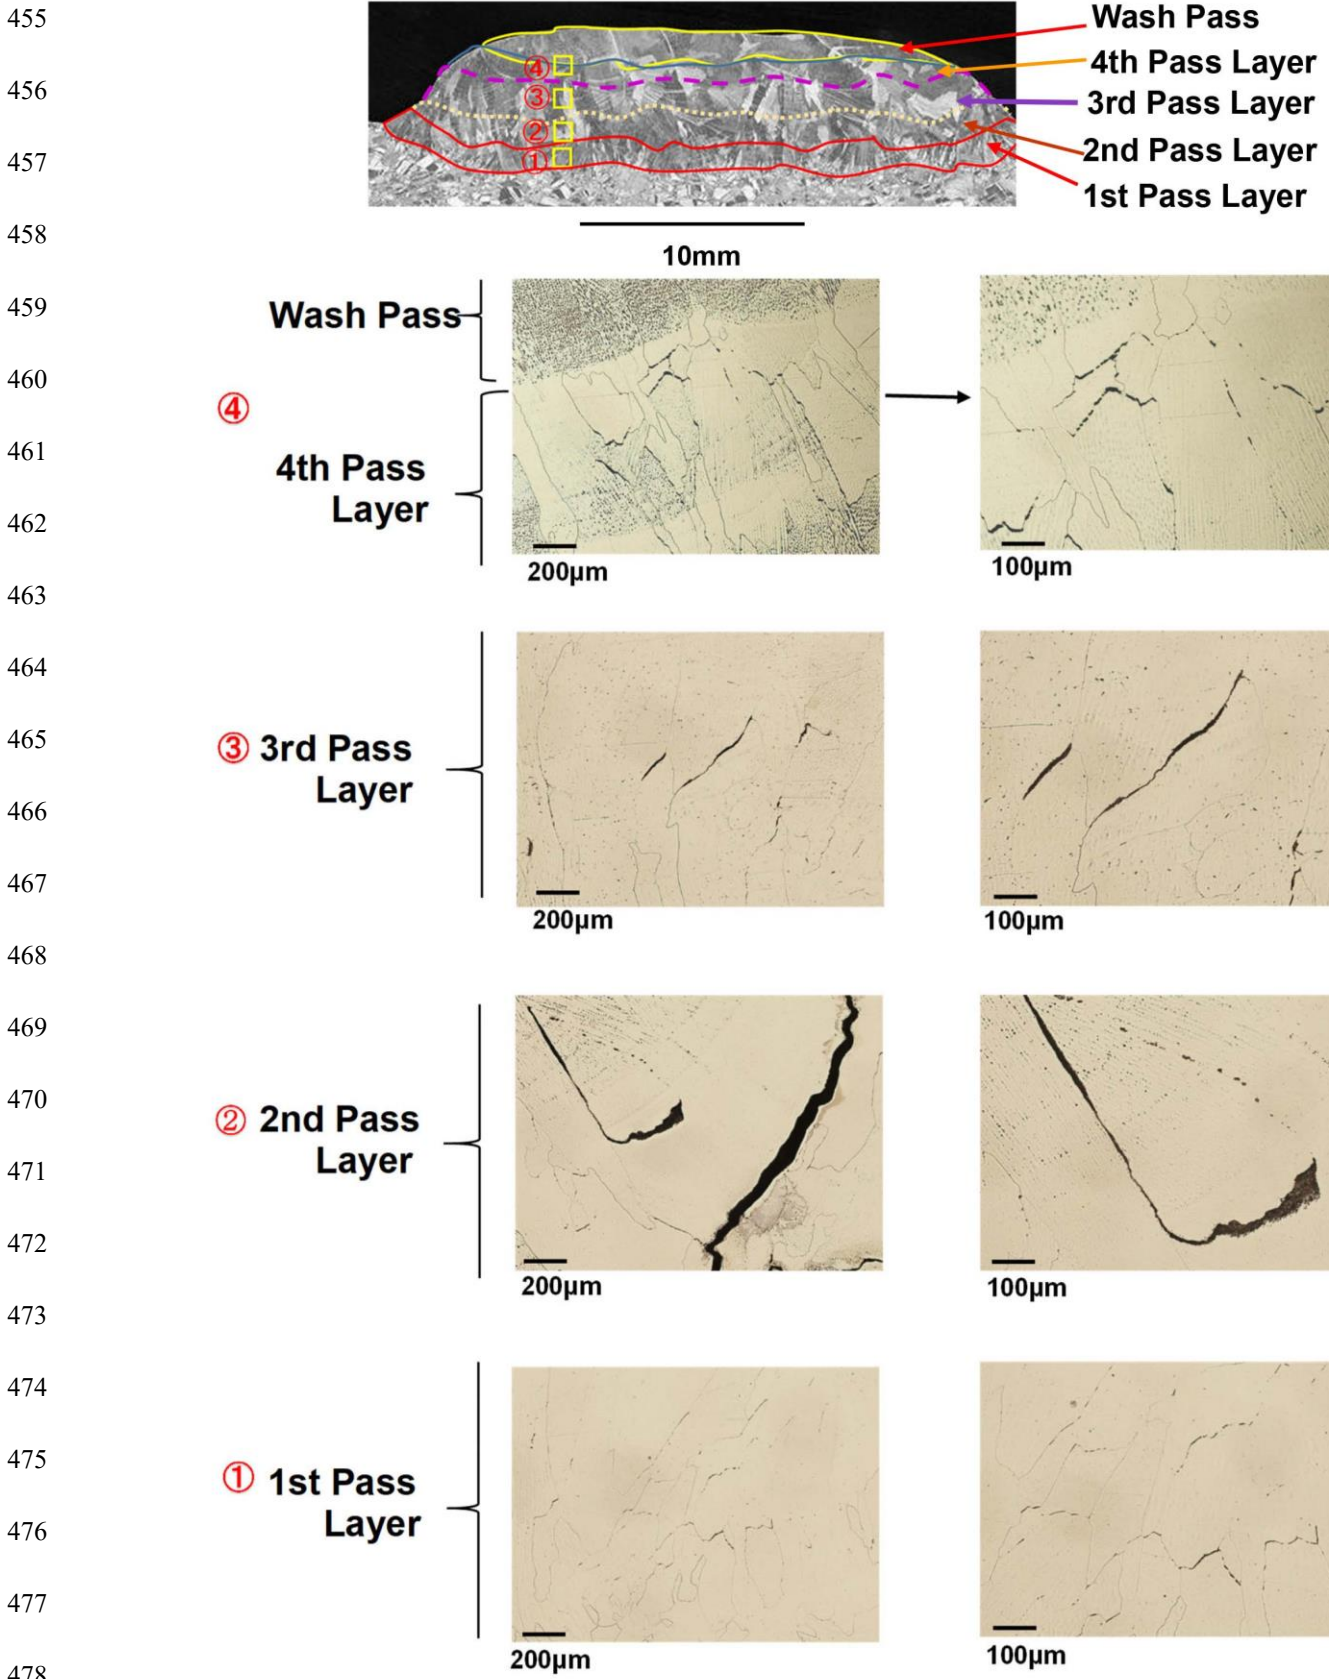 455
Wash Pass
4th Pass Layer
④
456
③
3rd Pass Layer
②
2nd Pass Layer
457
①
1st Pass Layer
458
10mm
459
Wash Pass
460
④
461
4th Pass
Layer
462
200μm
100μm
463
464
465
③ 3rd Pass
Layer
466
467
200μm
100μm
468
469
470
② 2nd Pass
Layer
471
472
200μm
100μm
473
474
475
① 1st Pass
Layer
476
477
200μm
100μm
478